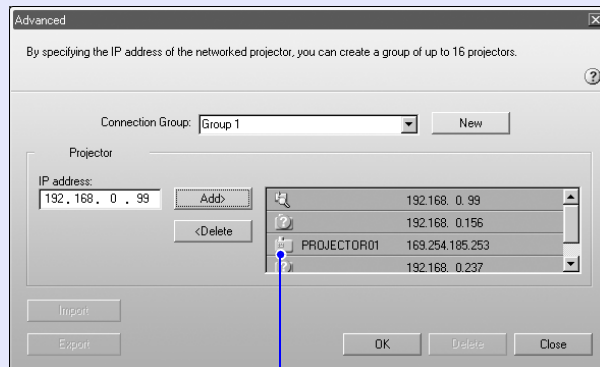 Advanced
By specifying the IP address of the networked projector, you can create a group of up to 16 projectors.
Connection Group: Group 1 New
Projector
IP address:
192 . 168 . 0 . 99 Add>
<Delete
192.168. 0. 99
192.168. 0.156
PROJECTOR01 169.254.185.253
192.168. 0.237
Import
Export OK Delete Close